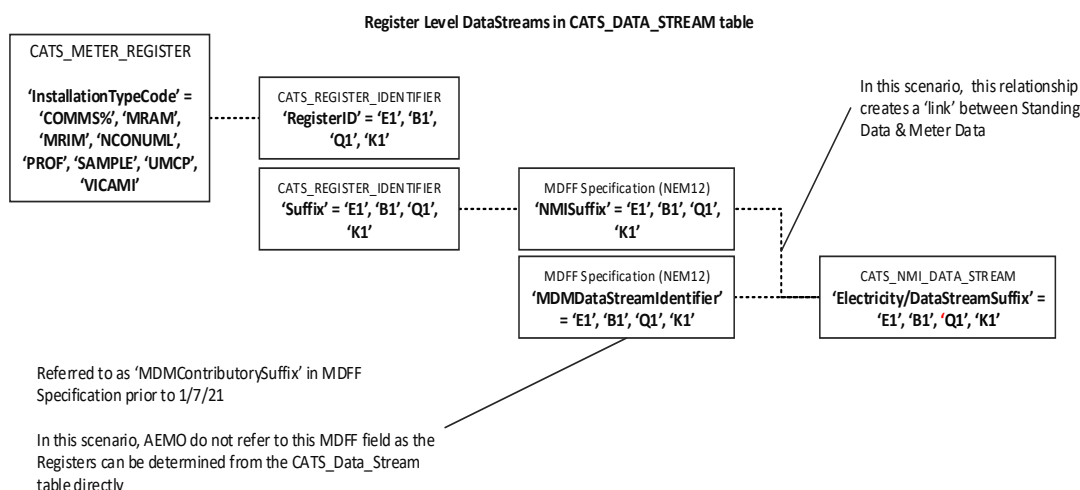 Register Level DataStreams in CATS_DATA_STREAM table
CATS_METER_REGISTER
‘InstallationTypeCode’ =
‘COMMS%’, ‘MRAM’,
‘MRIM’, ‘NCONUML’,
‘PROF’, ‘SAMPLE’, ‘UMCP’,
‘VICAMI’
CATS_REGISTER_IDENTIFIER
‘RegisterID’ = ‘E1’, ‘B1’,
‘Q1’, ‘K1’
CATS_REGISTER_IDENTIFIER
‘Suffix’ = ‘E1’, ‘B1’, ‘Q1’,
‘K1’
MDFF Specification (NEM12)
‘NMISuffix’ = ‘E1’, ‘B1’, ‘Q1’,
‘K1’
MDFF Specification (NEM12)
‘MDMDataStreamIdentifier’
= ‘E1’, ‘B1’, ‘Q1’, ‘K1’
In this scenario, this relationship
creates a ‘link’ between Standing
Data & Meter Data
CATS_NMI_DATA_STREAM
‘Electricity/DataStreamSuffix’ =
‘E1’, ‘B1’, ‘Q1’, ‘K1’
Referred to as ‘MDMContributorySuffix’ in MDFF
Specification prior to 1/7/21
In this scenario, AEMO do not refer to this MDFF field as the
Registers can be determined from the CATS_Data_Stream
table directly